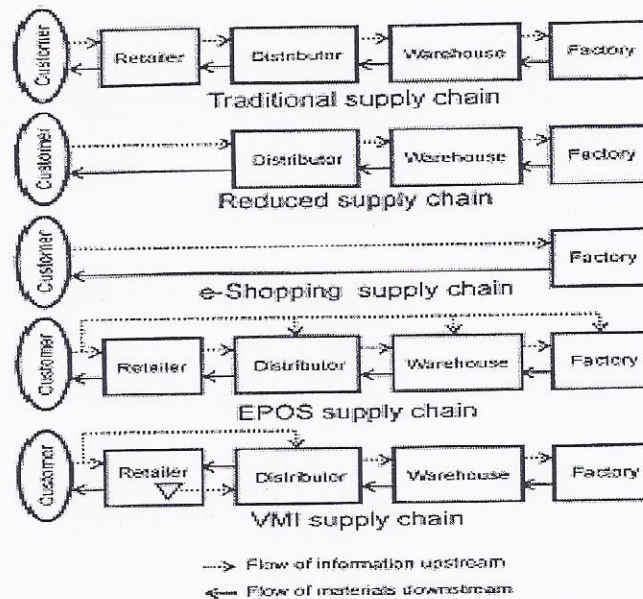 Customer Retailer Distributor Warehouse Factory
Traditional supply chain
Customer Distributor Warehouse Factory
Reduced supply chain
Customer Factory
e-Shopping supply chain
Customer Retailer Distributor Warehouse Factory
EPOS supply chain
Customer Retailer Distributor Warehouse Factory
VMI supply chain
Flow of information upstream
Flow of materials downstream